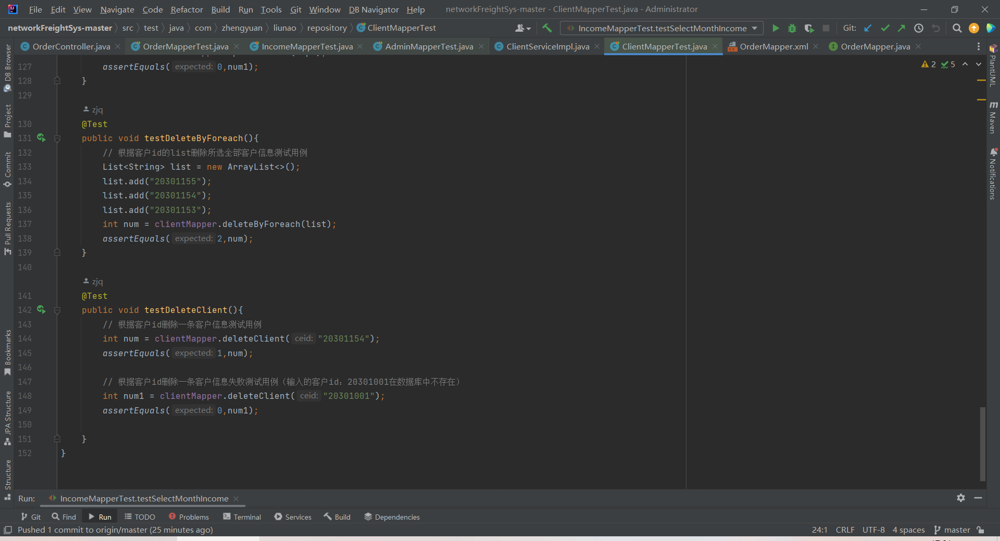 File Edit View Navigate Code Refactor Build Run Tools Git Window DB Navigator Help networkFreightSys-master - ClientMapperTest.java - Administrator
networkFreightSys-master src test java com zhengyuan liunao repository ClientMapperTest IncomeMapperTest.testSelectMonthIncome Git:
OrderController.java OrderMapperTest.java IncomeMapperTest.java AdminMapperTest.java ClientServiceImpl.java ClientMapperTest.java OrderMapper.xml OrderMapper.java
2 5
127 assertEquals( expected: 0,num1);
128 }
129
zjq
130 @Test
131 public void testDeleteByForeach(){
132 // 根据客户id的list删除所选全部客户信息测试用例
133 List<String> list = new ArrayList<>();
134 list.add("20301155");
135 list.add("20301154");
136 list.add("20301153");
137 int num = clientMapper.deleteByForeach(list);
138 assertEquals( expected: 2,num);
139 }
140
zjq
141 @Test
142 public void testDeleteClient(){
143 // 根据客户id删除一条客户信息测试用例
144 int num = clientMapper.deleteClient( ceid: "20301154");
145 assertEquals( expected: 1,num);
146
147 // 根据客户id删除一条客户信息失败测试用例（输入的客户id：20301001在数据库中不存在）
148 int num1 = clientMapper.deleteClient( ceid: "20301001");
149 assertEquals( expected: 0,num1);
150
151 }
152 }
DB Browser
Project
Commit
Pull Requests
Bookmarks
JPA Structure
Structure
PlantUML
Maven
Notifications
Run: IncomeMapperTest.testSelectMonthIncome
Git Find Run TODO Problems Terminal Services Build Dependencies
Pushed 1 commit to origin/master (25 minutes ago) 24:1 CRLF UTF-8 4 spaces master